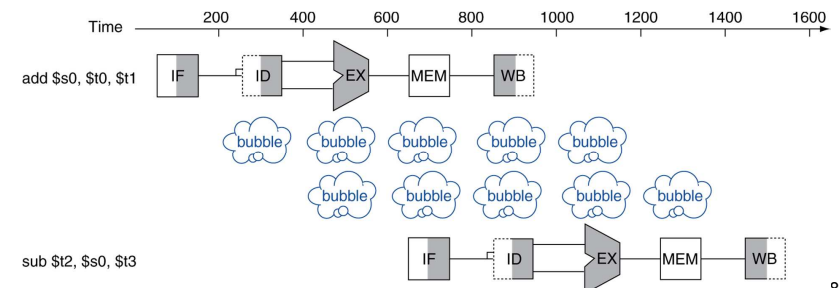 200 400 600 800 1000 1200 1400 1600
Time
add $s0, $t0, $t1 IF ID EX MEM WB
bubble bubble bubble bubble bubble
bubble bubble bubble bubble bubble
sub $t2, $s0, $t3 IF ID EX MEM WB